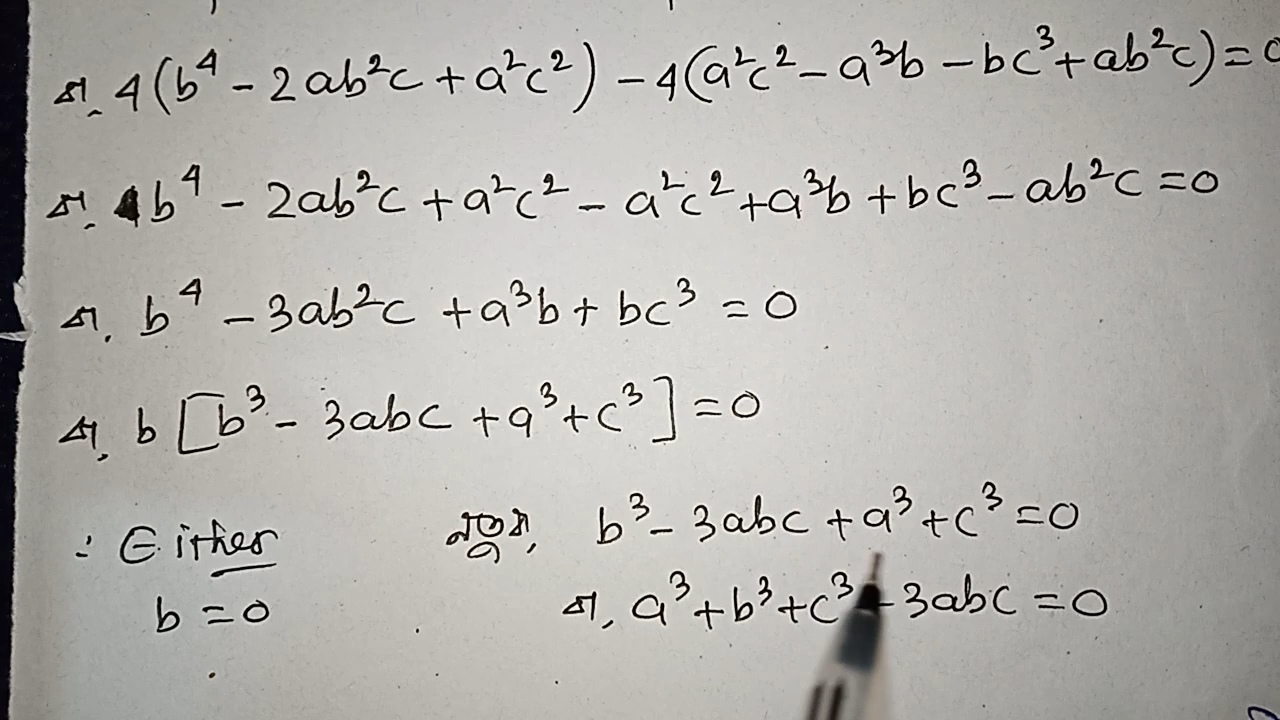 বা, 4(b⁴ - 2ab²c + a²c²) - 4(a²c² - a³b - bc³ + ab²c) = 0
বা, b⁴ - 2ab²c + a²c² - a²c² + a³b + bc³ - ab²c = 0
বা, b⁴ - 3ab²c + a³b + bc³ = 0
বা, b[b³ - 3abc + a³ + c³] = 0
∴ Either
b = 0
b³ - 3abc + a³ + c³ = 0
বা, a³ + b³ + c³ - 3abc = 0